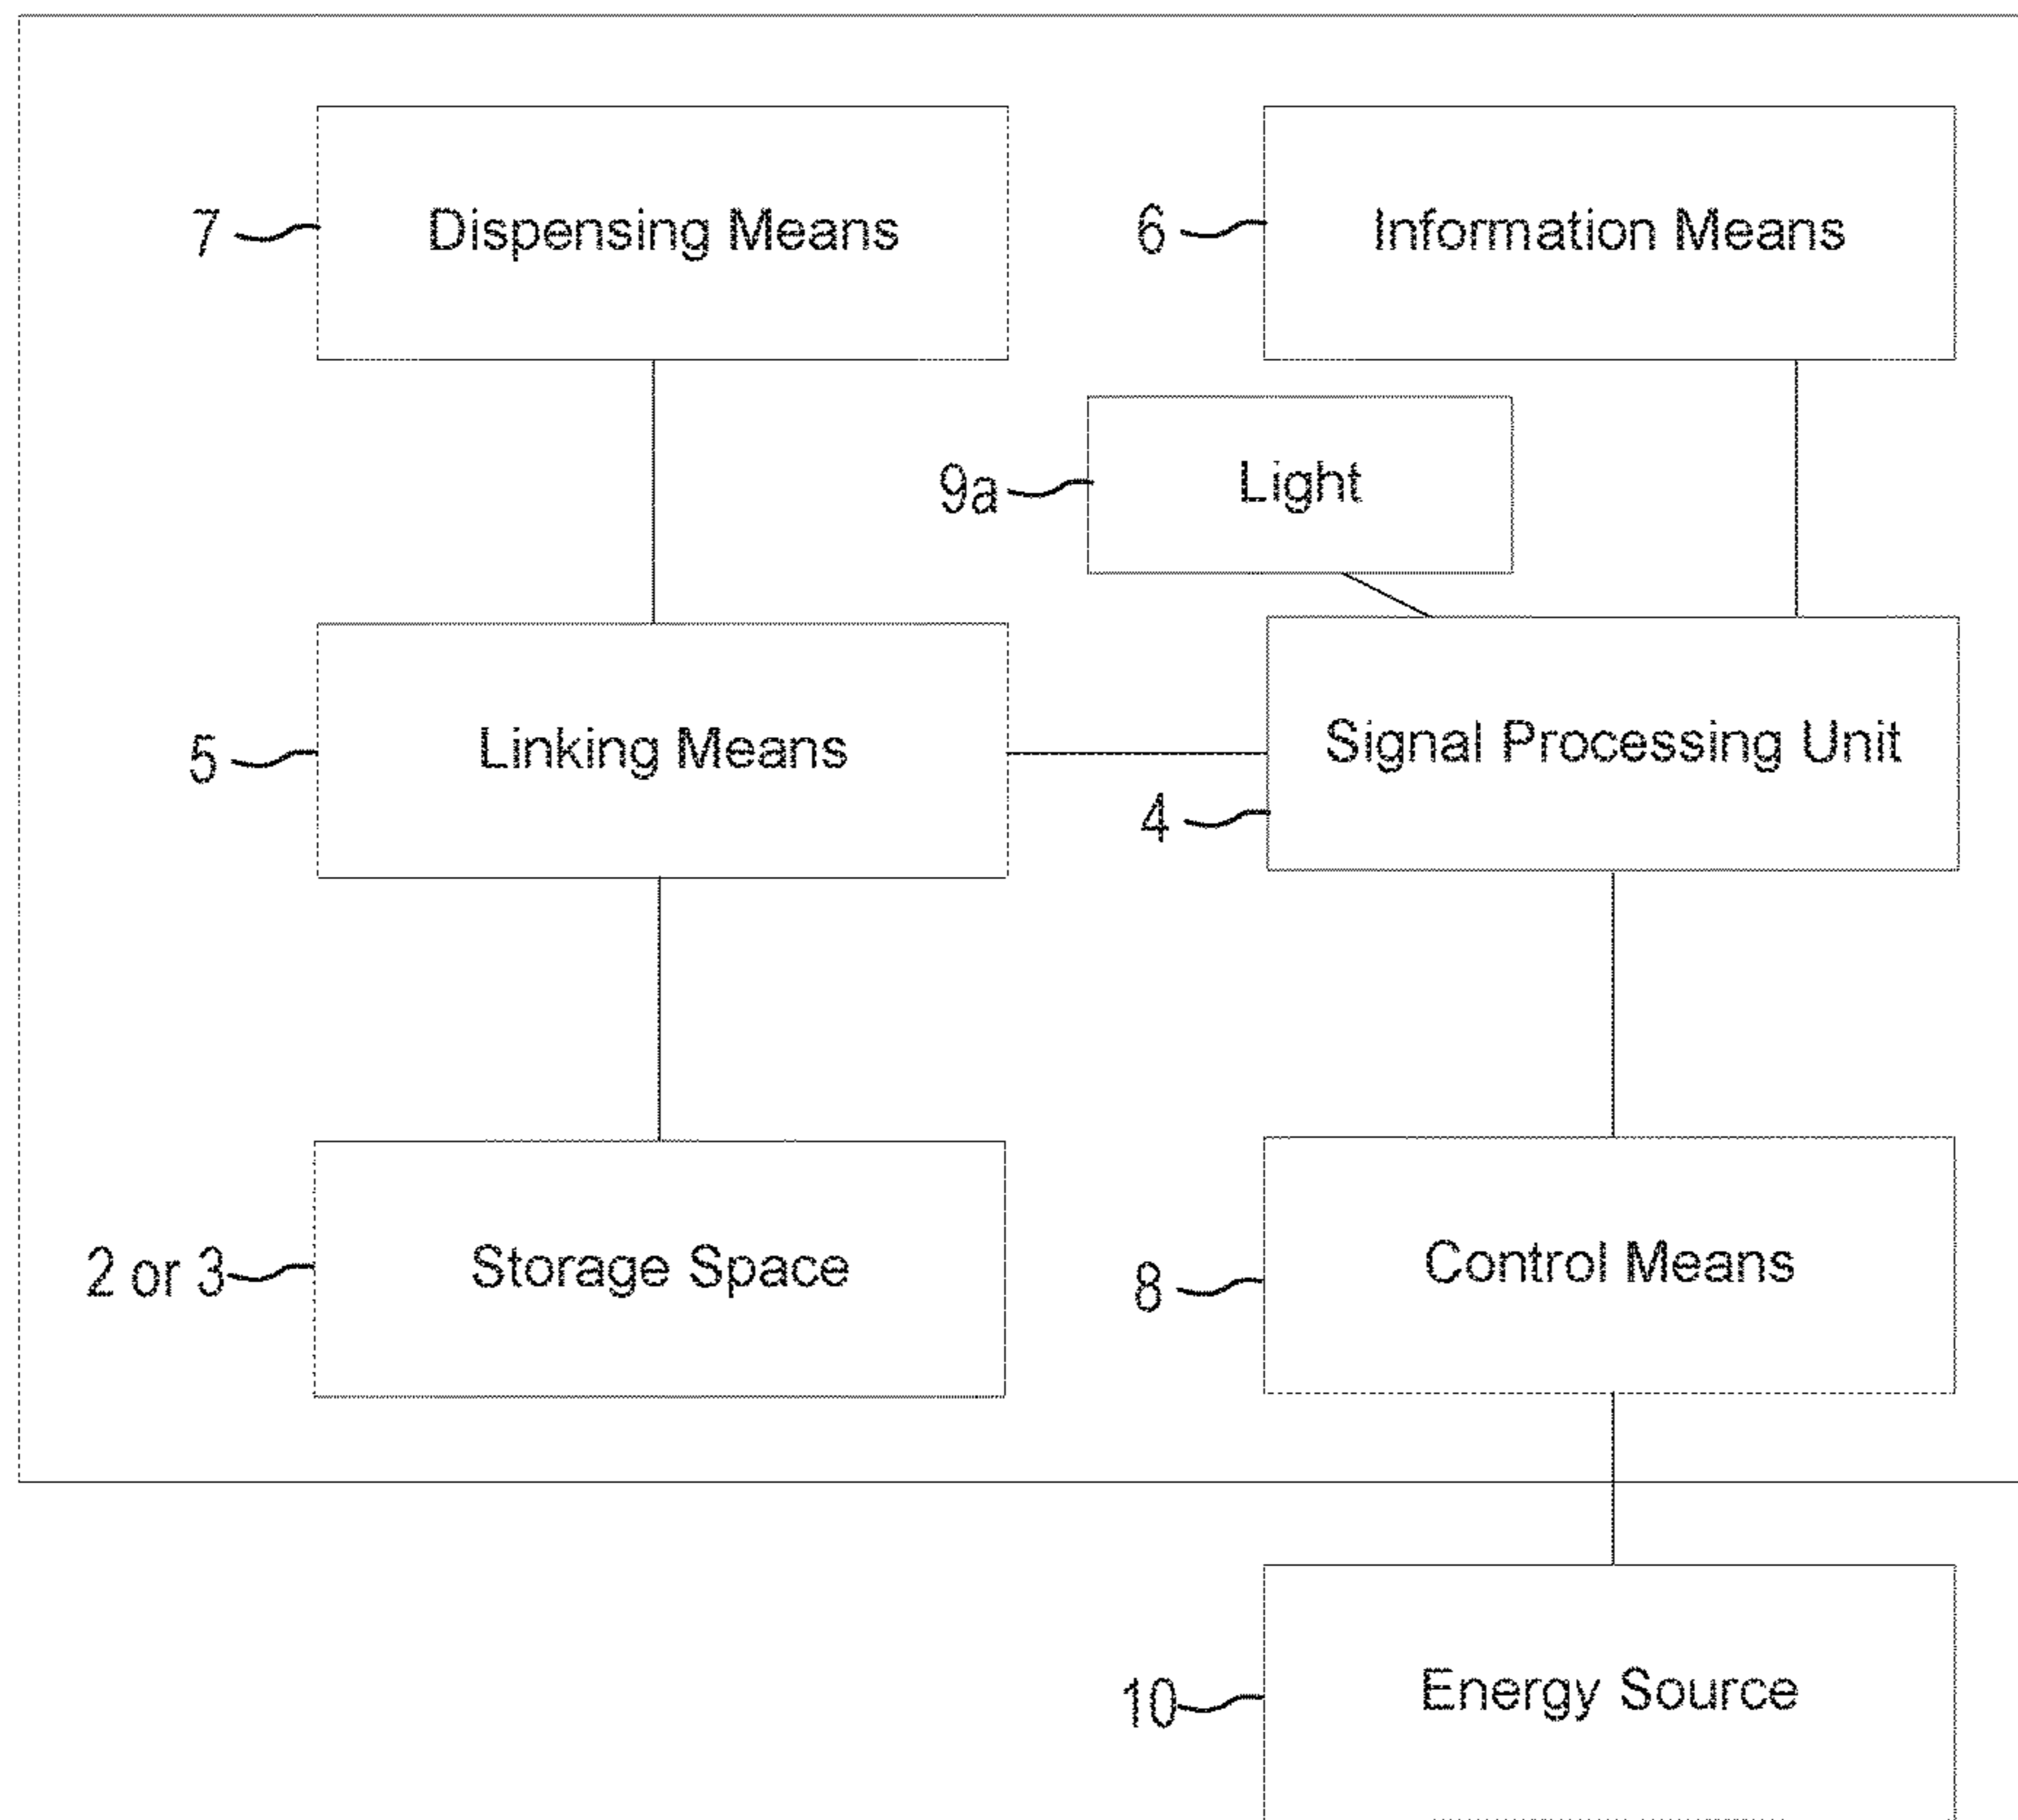 7 Dispensing Means
6 Information Means
9a Light
5 Linking Means
Signal Processing Unit
4
2 or 3 Storage Space
8 Control Means
10 Energy Source